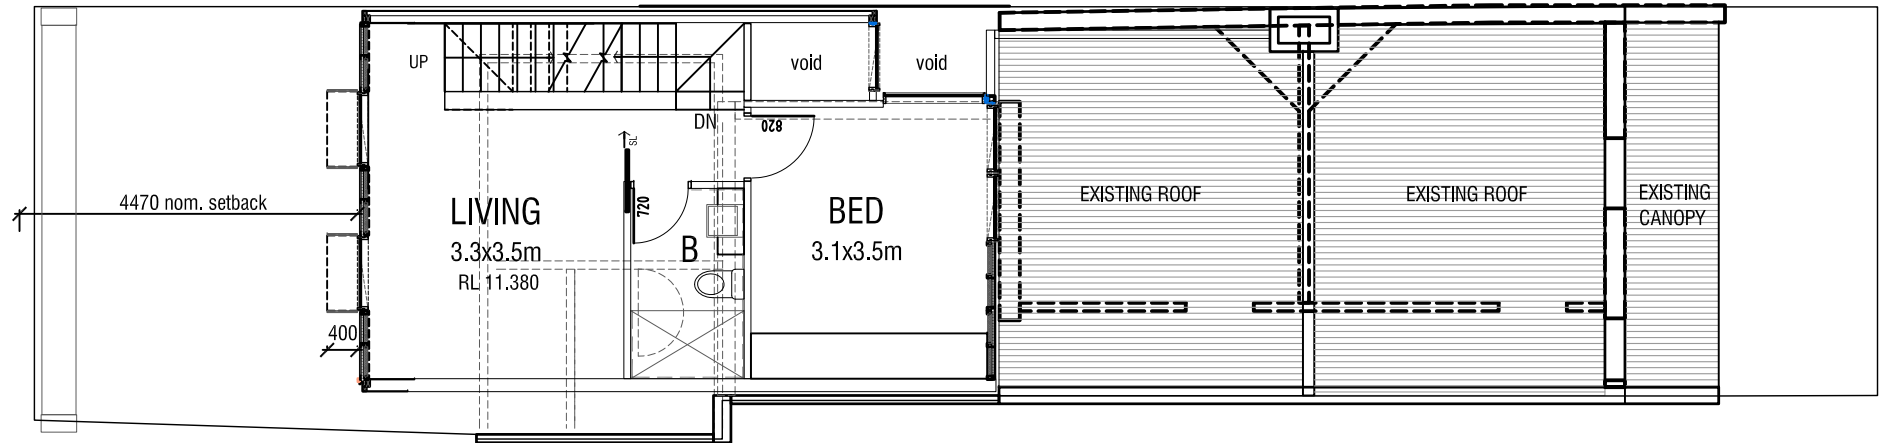 UP
void
void
DN
820
SL
4470 nom. setback
LIVING
3.3x3.5m
RL 11.380
720
B
BED
3.1x3.5m
EXISTING ROOF
EXISTING ROOF
EXISTING
CANOPY
400